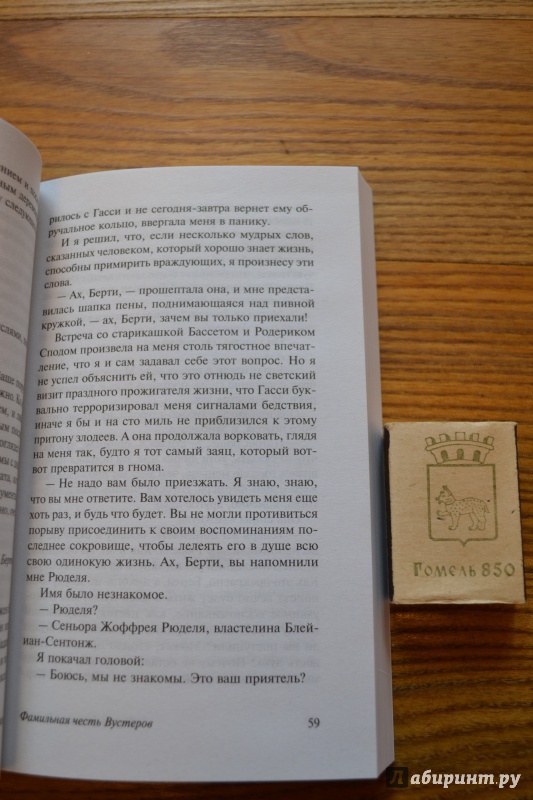 нием и
ным дерев
у следующ
слями,
аше по
жно. К
рилось с Гасси и не сегодня-завтра вернет ему об-
ручальное кольцо, ввергала меня в панику.
И я решил, что, если несколько мудрых слов,
сказанных человеком, который хорошо знает жизнь,
способны примирить враждующих, я произнесу эти
слова.
— Ах, Берти, — прошептала она, и мне предста-
вилась шапка пены, поднимающаяся над пивной
кружкой, — ах, Берти, зачем вы только приехали!
Встреча со старикашкой Бассетом и Родериком
Сподом произвела на меня столь тягостное впечат-
ление, что я и сам задавал себе этот вопрос. Но я
не успел объяснить ей, что это отнюдь не светский
визит праздного прожигателя жизни, что Гасси бук-
вально терроризировал меня сигналами бедствия,
иначе я бы и на сто миль не приблизился к этому
притону злодеев. А она продолжала ворковать, глядя
на меня так, будто я тот самый заяц, который вот-
вот превратится в гнома.
— Не надо вам было приезжать. Я знаю, знаю,
что вы мне ответите. Вам хотелось увидеть меня еще
хоть раз, и будь что будет. Вы не могли противиться
порыву присоединить к своим воспоминаниям по-
следнее сокровище, чтобы лелеять его в душе всю
свою одинокую жизнь. Ах, Берти, вы напомнили
мне Рюделя.
Имя было незнакомое.
— Рюделя?
— Сеньора Жоффрея Рюделя, властелина Блей-
иан-Сентонж.
Я покачал головой:
— Боюсь, мы не знакомы. Это ваш приятель?
Фамильная честь Вустеров 59
Гомель 850
Лабиринт.ру